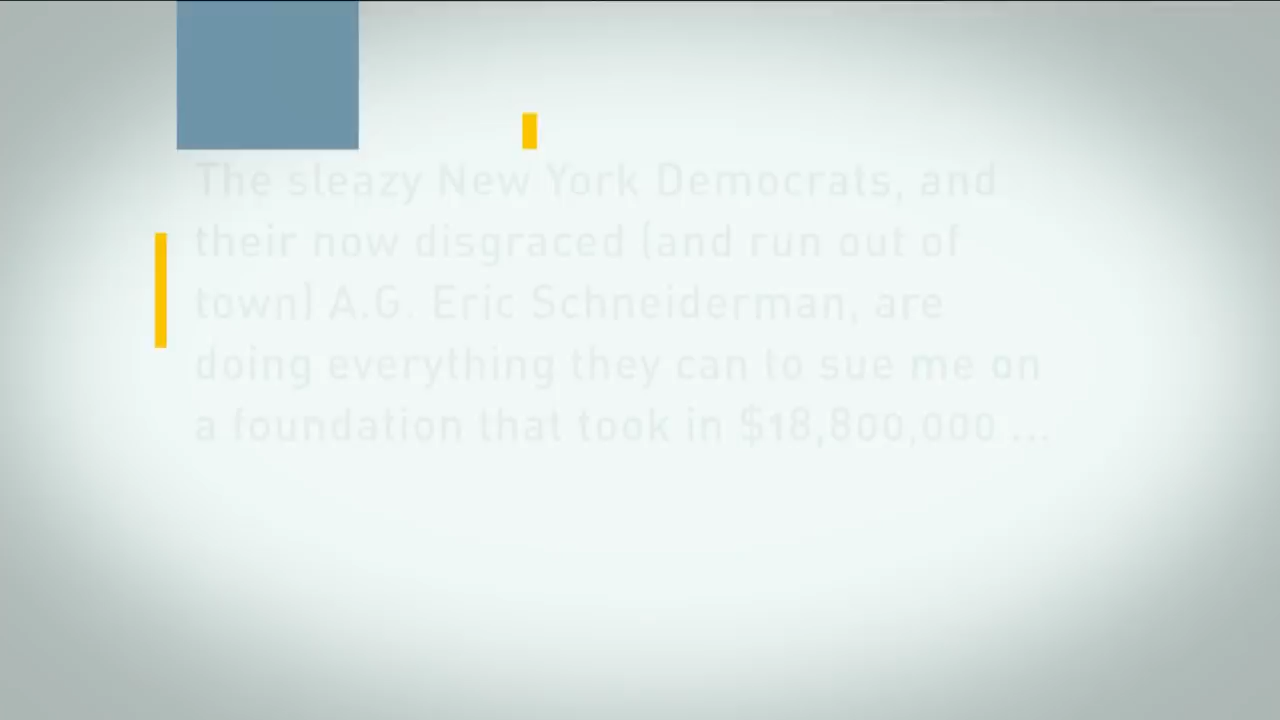 The sleazy New York Democrats, and
their now disgraced (and run out of
town) A.G. Eric Schneiderman, are
doing everything they can to sue me on
a foundation that took in $18,800,000 ...